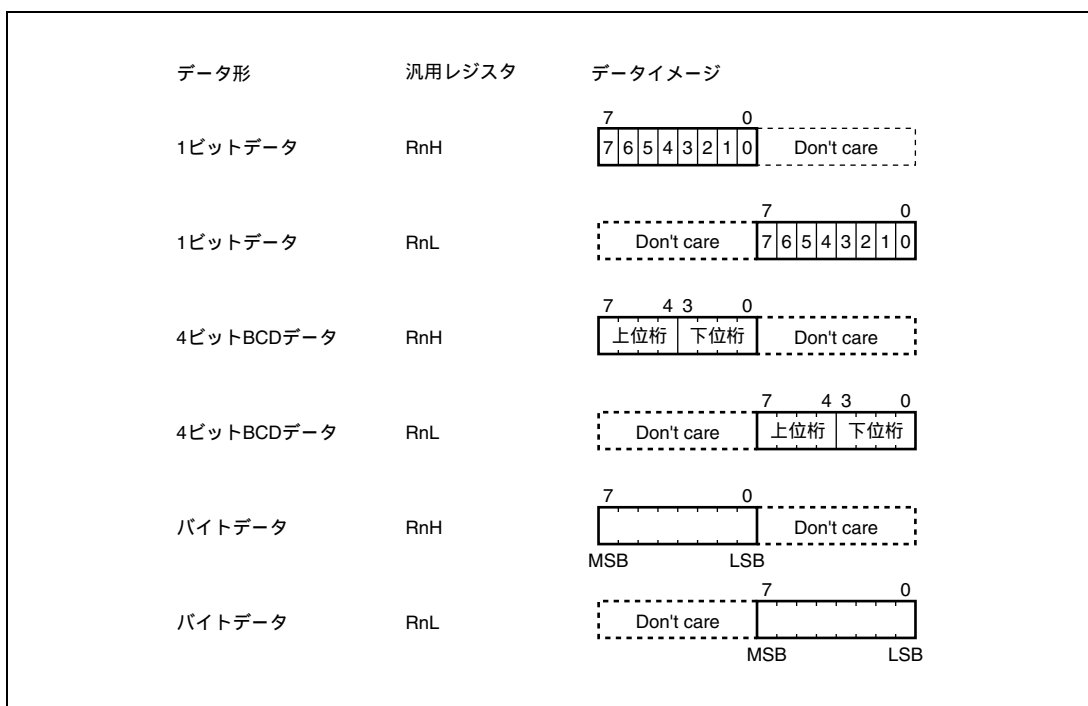 データ形 汎用レジスタ データイメージ
7 0
1ビットデータ RnH 7 6 5 4 3 2 1 0 Don't care
7 0
1ビットデータ RnL Don't care 7 6 5 4 3 2 1 0
7 4 3 0
4ビットBCDデータ RnH 上位桁 下位桁 Don't care
7 4 3 0
4ビットBCDデータ RnL Don't care 上位桁 下位桁
7 0
バイトデータ RnH Don't care
MSB LSB
7 0
バイトデータ RnL Don't care
MSB LSB